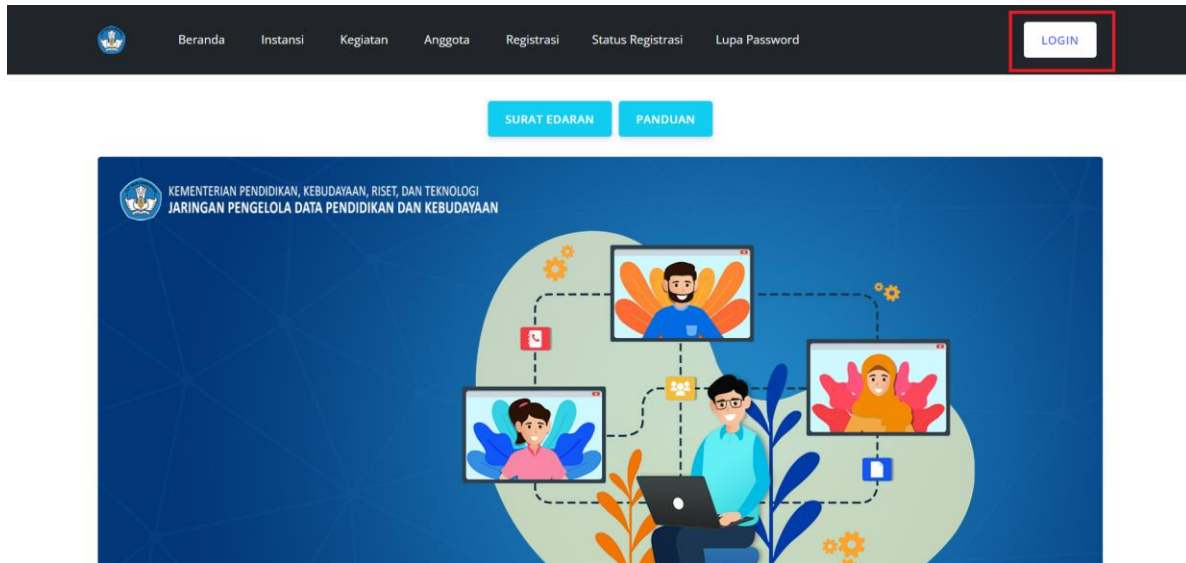 Beranda Instansi Kegiatan Anggota Registrasi Status Registrasi Lupa Password LOGIN
SURAT EDARAN PANDUAN
KEMENTERIAN PENDIDIKAN, KEBUDAYAAN, RISET, DAN TEKNOLOGI
JARINGAN PENGELOLA DATA PENDIDIKAN DAN KEBUDAYAAN